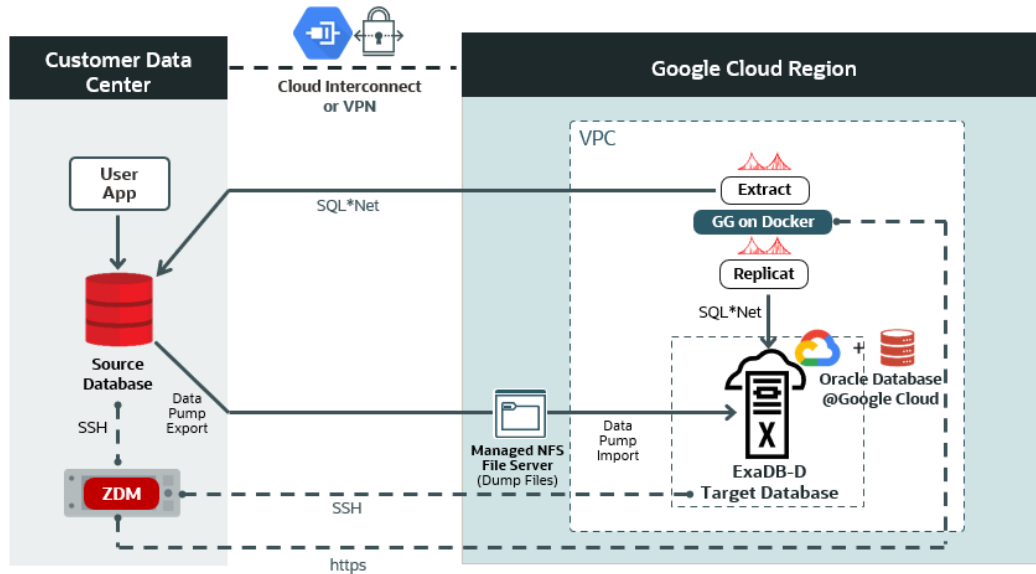 Customer Data
Center
Cloud Interconnect
or VPN
Google Cloud Region
VPC
User
App
SQL*Net
Extract
GG on Docker
Replicat
SQL*Net
Source
Database
Data
Pump
Export
SSH
ZDM
Managed NFS
File Server
(Dump Files)
Data
Pump
Import
+
Oracle Database
@Google Cloud
X
ExaDB-D
Target Database
SSH
https